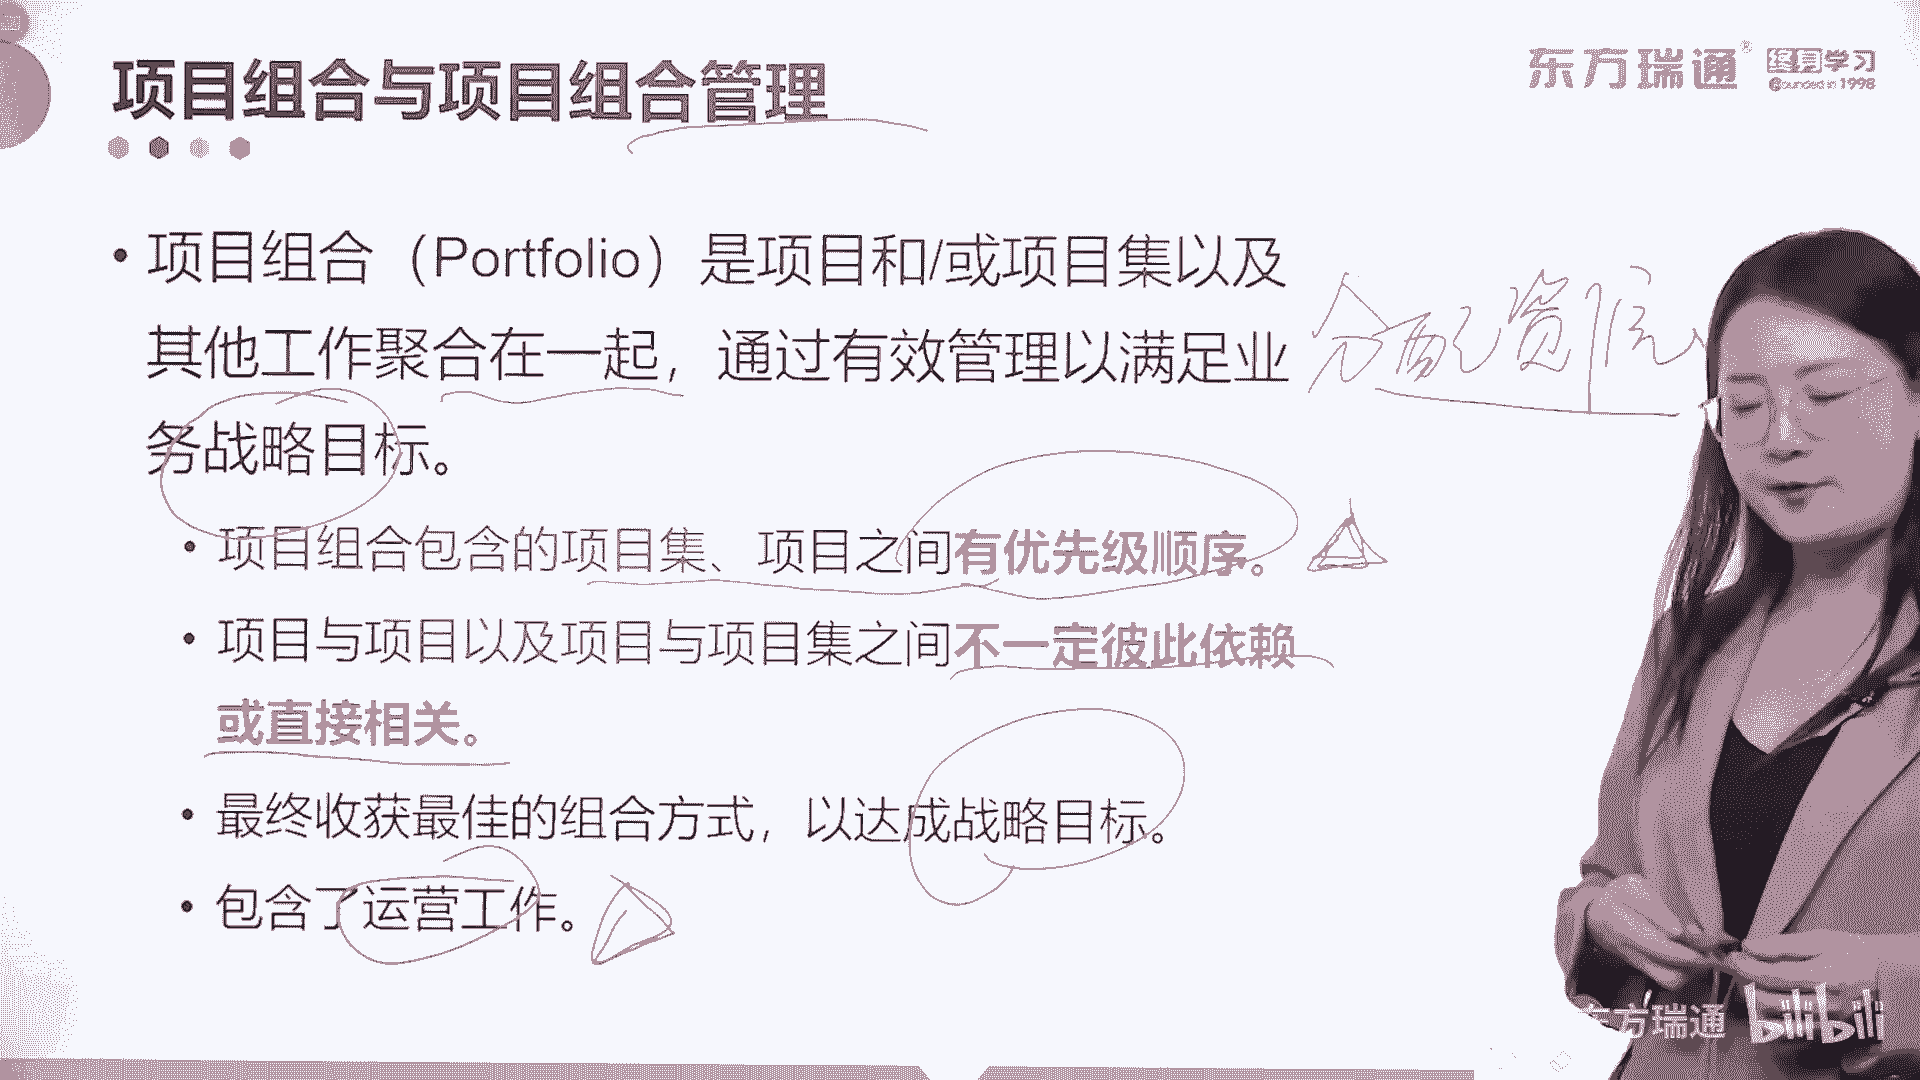 项目组合与项目组合管理
东方瑞通® 终身学习
Founded in 1998
• 项目组合（Portfolio）是项目和/或项目集以及
其他工作聚合在一起，通过有效管理以满足业
务战略目标。
分配资源
• 项目组合包含的项目集、项目之间有优先级顺序。
• 项目与项目以及项目与项目集之间不一定彼此依赖
或直接相关。
• 最终收获最佳的组合方式，以达成战略目标。
• 包含了运营工作。
东方瑞通 bilibili